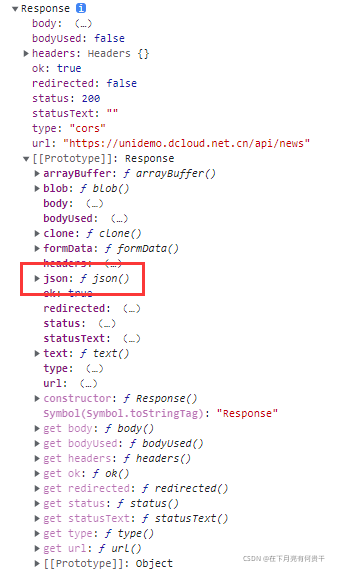 Response i
body: (…)
bodyUsed: false
headers: Headers {}
ok: true
redirected: false
status: 200
statusText: ""
type: "cors"
url: "https://unidemo.dcloud.net.cn/api/news"
[[Prototype]]: Response
arrayBuffer: ƒ arrayBuffer()
blob: ƒ blob()
body: (…)
bodyUsed: (…)
clone: ƒ clone()
formData: ƒ formData()
headers: (…)
json: ƒ json()
ok: true
redirected: (…)
status: (…)
statusText: (…)
text: ƒ text()
type: (…)
url: (…)
constructor: ƒ Response()
Symbol(Symbol.toStringTag): "Response"
get body: ƒ body()
get bodyUsed: ƒ bodyUsed()
get headers: ƒ headers()
get ok: ƒ ok()
get redirected: ƒ redirected()
get status: ƒ status()
get statusText: ƒ statusText()
get type: ƒ type()
get url: ƒ url()
[[Prototype]]: Object
CSDN @在下月亮有何贵干